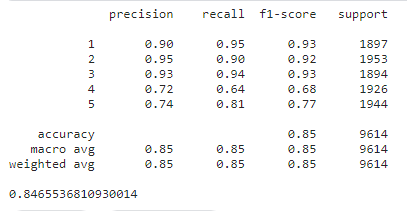 precision recall f1-score support
1 0.90 0.95 0.93 1897
2 0.95 0.90 0.92 1953
3 0.93 0.94 0.93 1894
4 0.72 0.64 0.68 1926
5 0.74 0.81 0.77 1944
accuracy 0.85 9614
macro avg 0.85 0.85 0.85 9614
weighted avg 0.85 0.85 0.85 9614
0.8465536810930014